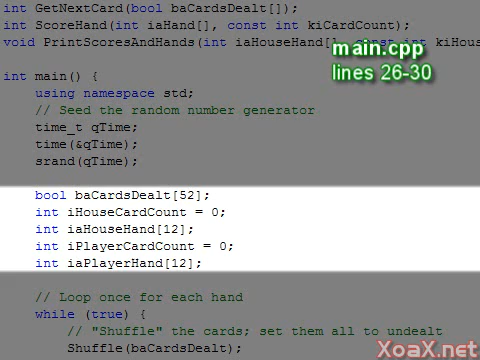 int GetNextCard(bool baCardsDealt[]);
int ScoreHand(int iaHand[], const int kiCardCount);
void PrintScoresAndHands(int iaHouseHand[], const int kiHous
main.cpp
lines 26-30
int main() {
using namespace std;
// Seed the random number generator
time_t qTime;
time(&qTime);
srand(qTime);
bool baCardsDealt[52];
int iHouseCardCount = 0;
int iaHouseHand[12];
int iPlayerCardCount = 0;
int iaPlayerHand[12];
// Loop once for each hand
while (true) {
// "Shuffle" the cards; set them all to undealt
Shuffle(baCardsDealt);
XoaX.net